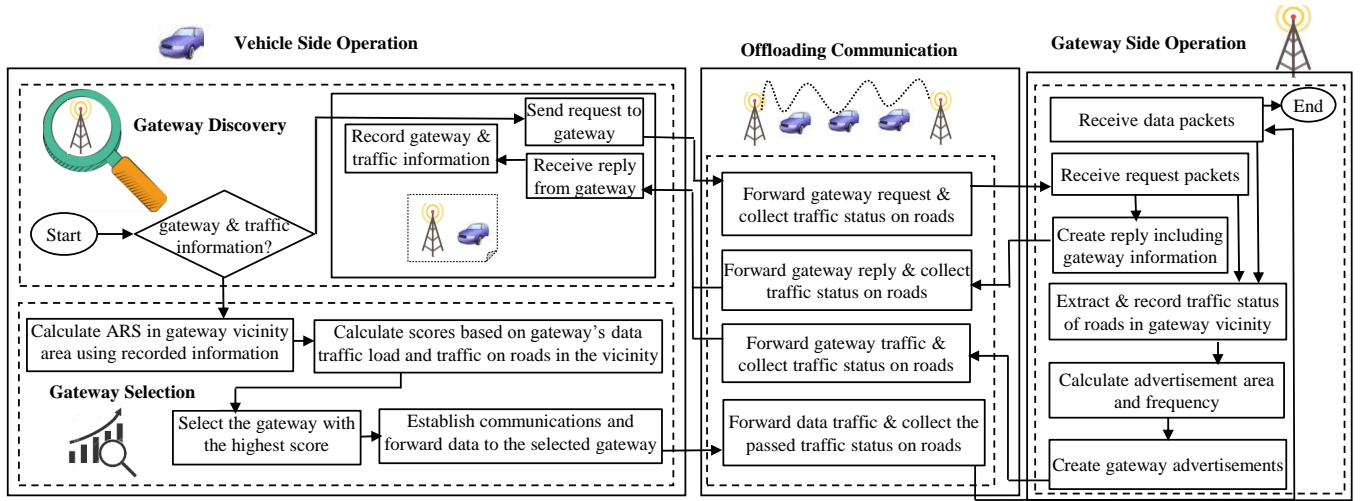 Vehicle Side Operation
Gateway Discovery
Start
gateway & traffic
information?
Send request to
gateway
Record gateway &
traffic information
Receive reply
from gateway
Calculate ARS in gateway vicinity
area using recorded information
Calculate scores based on gateway's data
traffic load and traffic on roads in the vicinity
Gateway Selection
Select the gateway with
the highest score
Establish communications and
forward data to the selected gateway
Offloading Communication
Forward gateway request &
collect traffic status on roads
Forward gateway reply & collect
traffic status on roads
Forward gateway traffic &
collect traffic status on roads
Forward data traffic & collect the
passed traffic status on roads
Gateway Side Operation
End
Receive data packets
Receive request packets
Create reply including
gateway information
Extract & record traffic status
of roads in gateway vicinity
Calculate advertisement area
and frequency
Create gateway advertisements